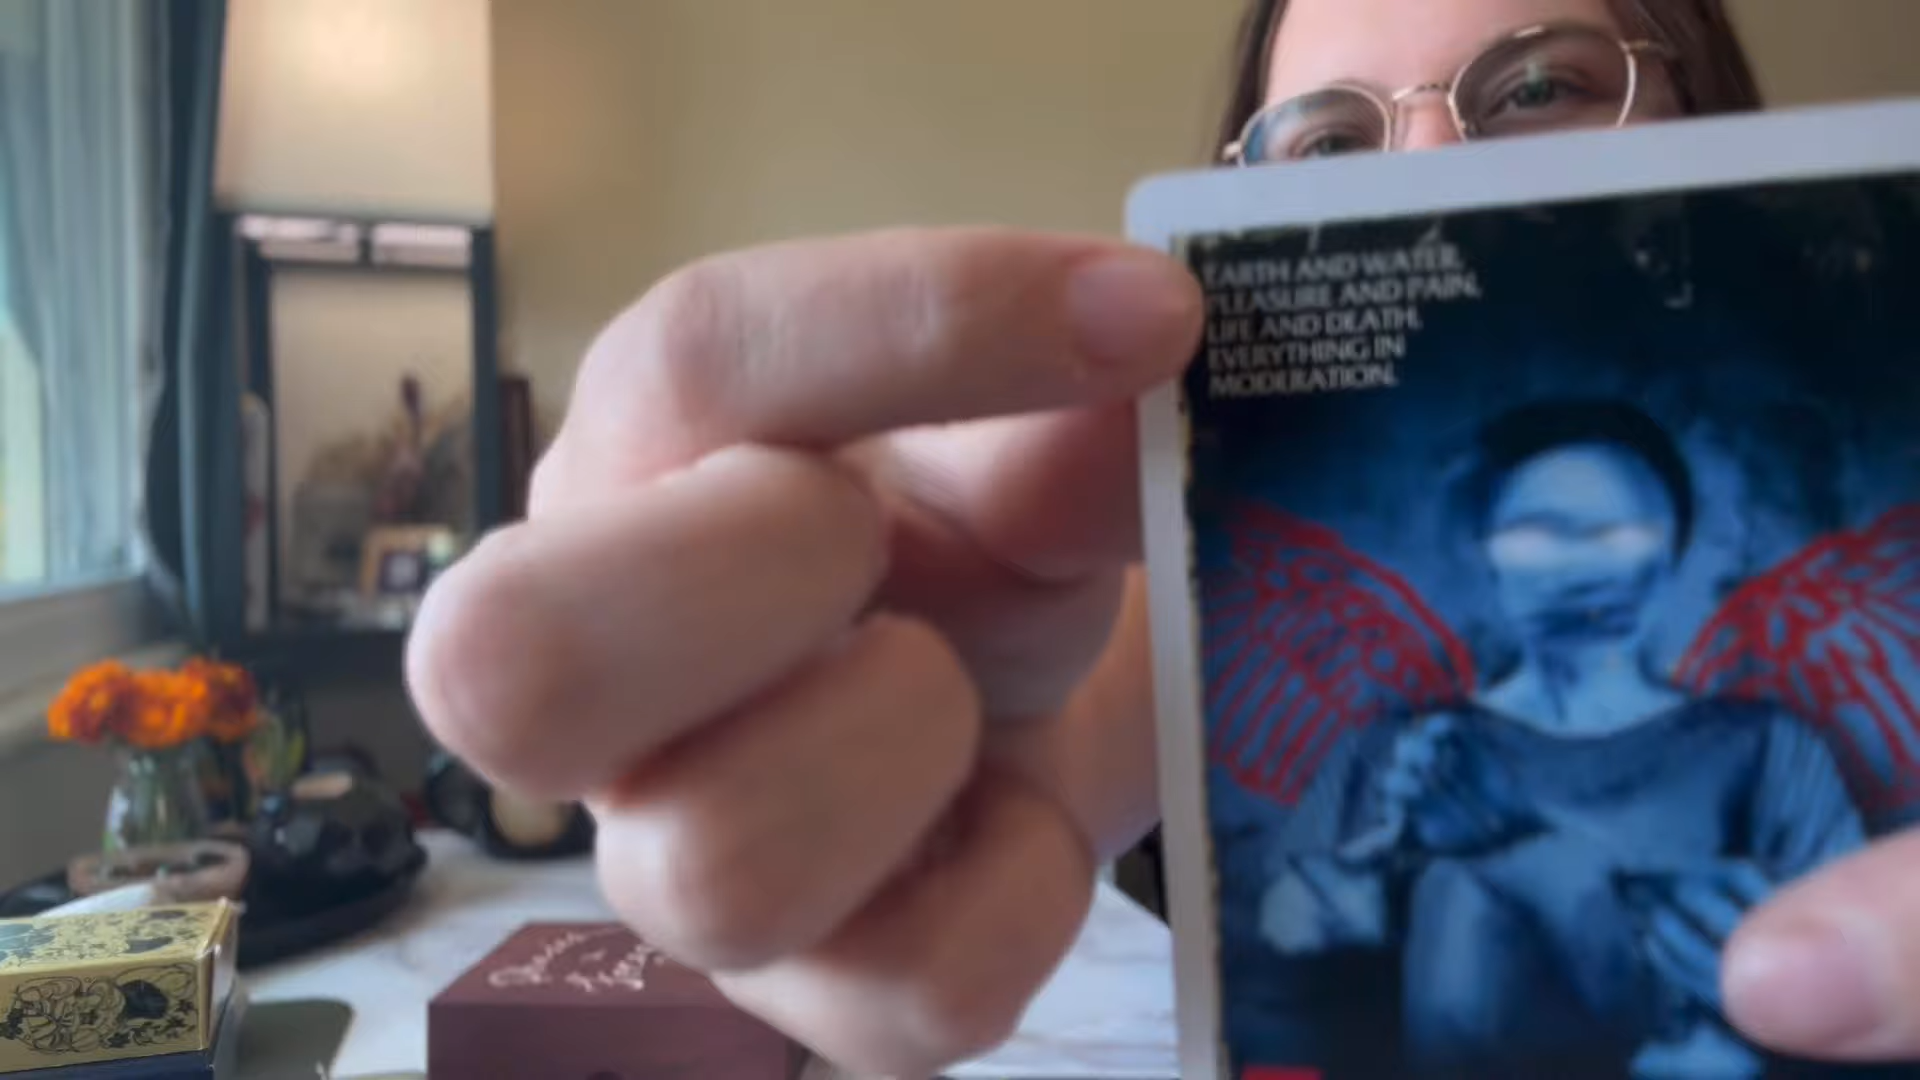 EARTH AND WATER,
PLEASURE AND PAIN,
LIFE AND DEATH,
EVERYTHING IN
MODERATION.